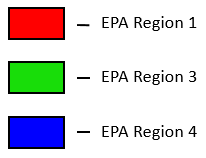 — EPA Region 1
— EPA Region 3
— EPA Region 4